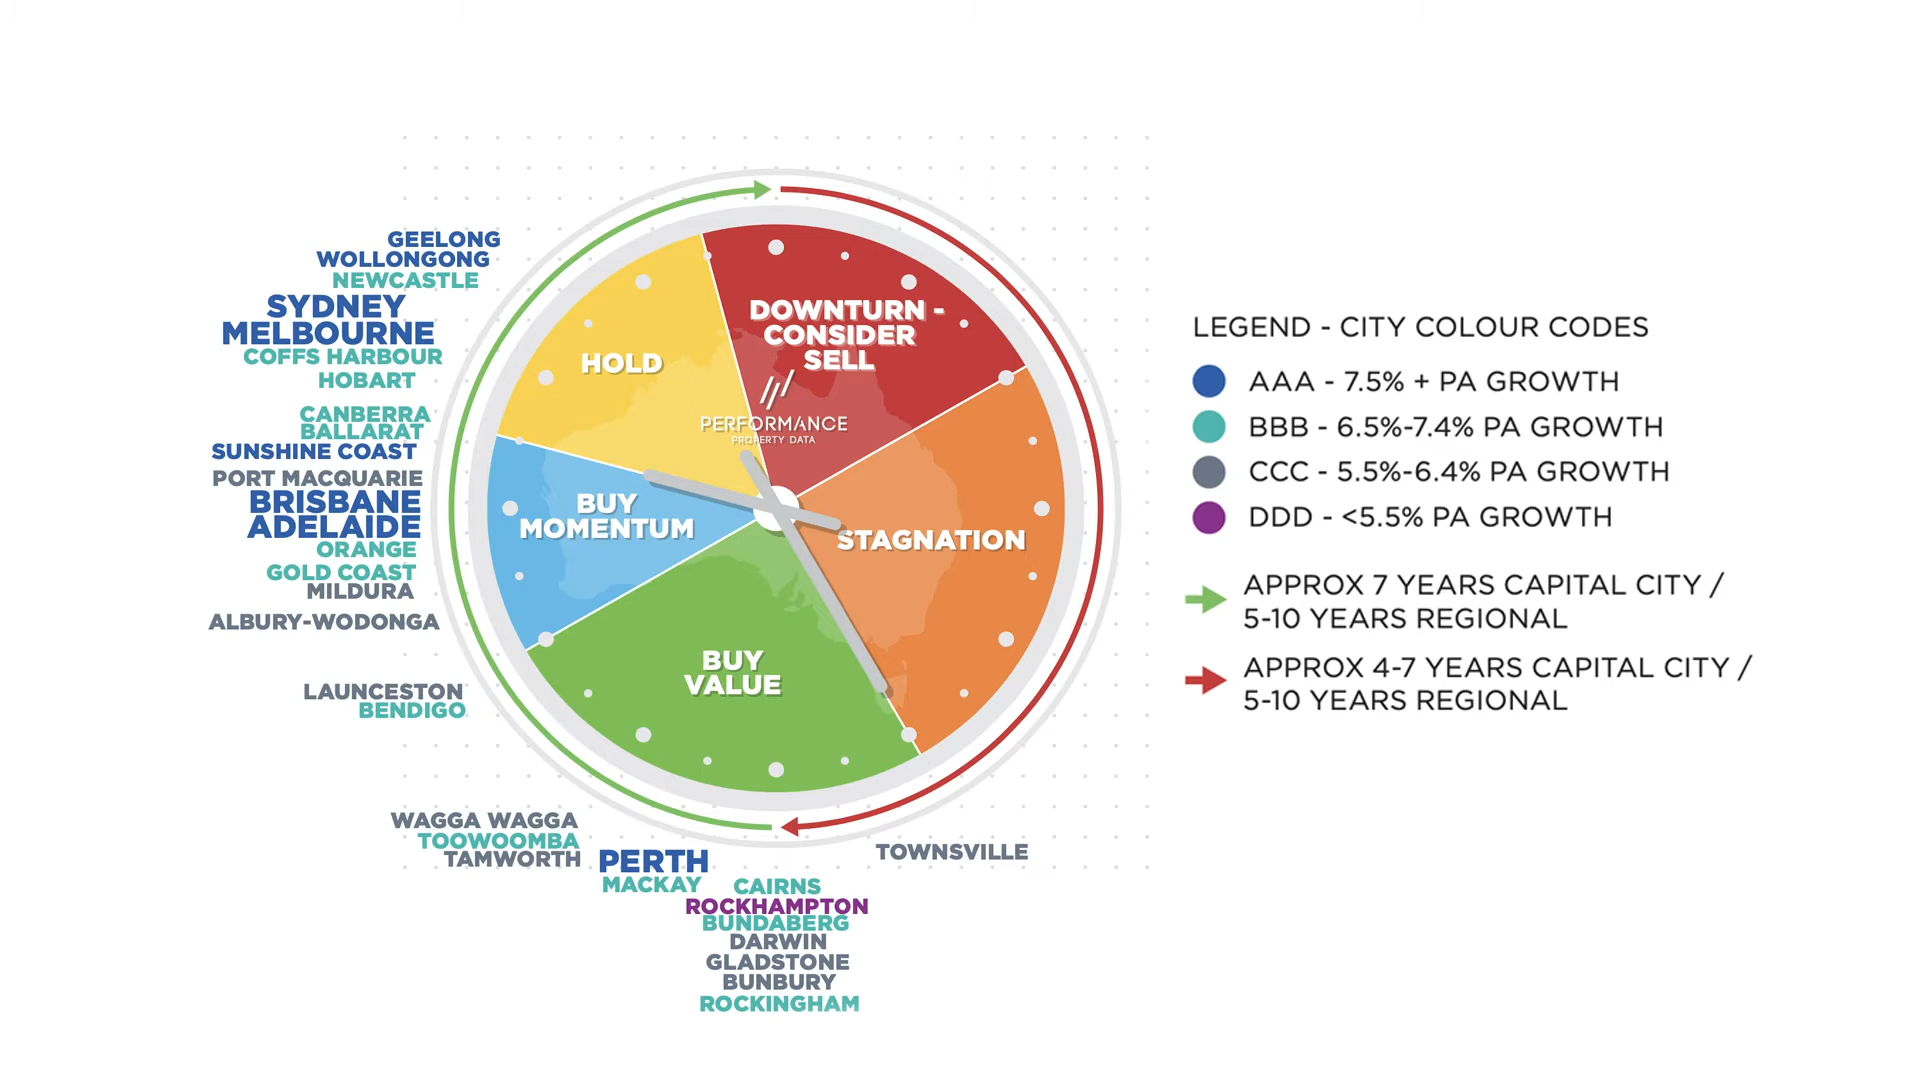 GEELONG
WOLLONGONG
NEWCASTLE
SYDNEY
MELBOURNE
COFFS HARBOUR
HOBART
CANBERRA
BALLARAT
SUNSHINE COAST
PORT MACQUARIE
BRISBANE
ADELAIDE
ORANGE
GOLD COAST
MILDURA
ALBURY-WODONGA
LAUNCESTON
BENDIGO
WAGGA WAGGA
TOOWOOMBA
TAMWORTH
PERTH
MACKAY
CAIRNS
ROCKHAMPTON
BUNDABERG
DARWIN
GLADSTONE
BUNBURY
ROCKINGHAM
TOWNSVILLE
HOLD
DOWNTURN -
CONSIDER
SELL
PERFORMANCE
PROPERTY DATA
BUY
MOMENTUM
STAGNATION
BUY
VALUE
LEGEND - CITY COLOUR CODES
AAA - 7.5% + PA GROWTH
BBB - 6.5%-7.4% PA GROWTH
CCC - 5.5%-6.4% PA GROWTH
DDD - <5.5% PA GROWTH
APPROX 7 YEARS CAPITAL CITY /
5-10 YEARS REGIONAL
APPROX 4-7 YEARS CAPITAL CITY /
5-10 YEARS REGIONAL